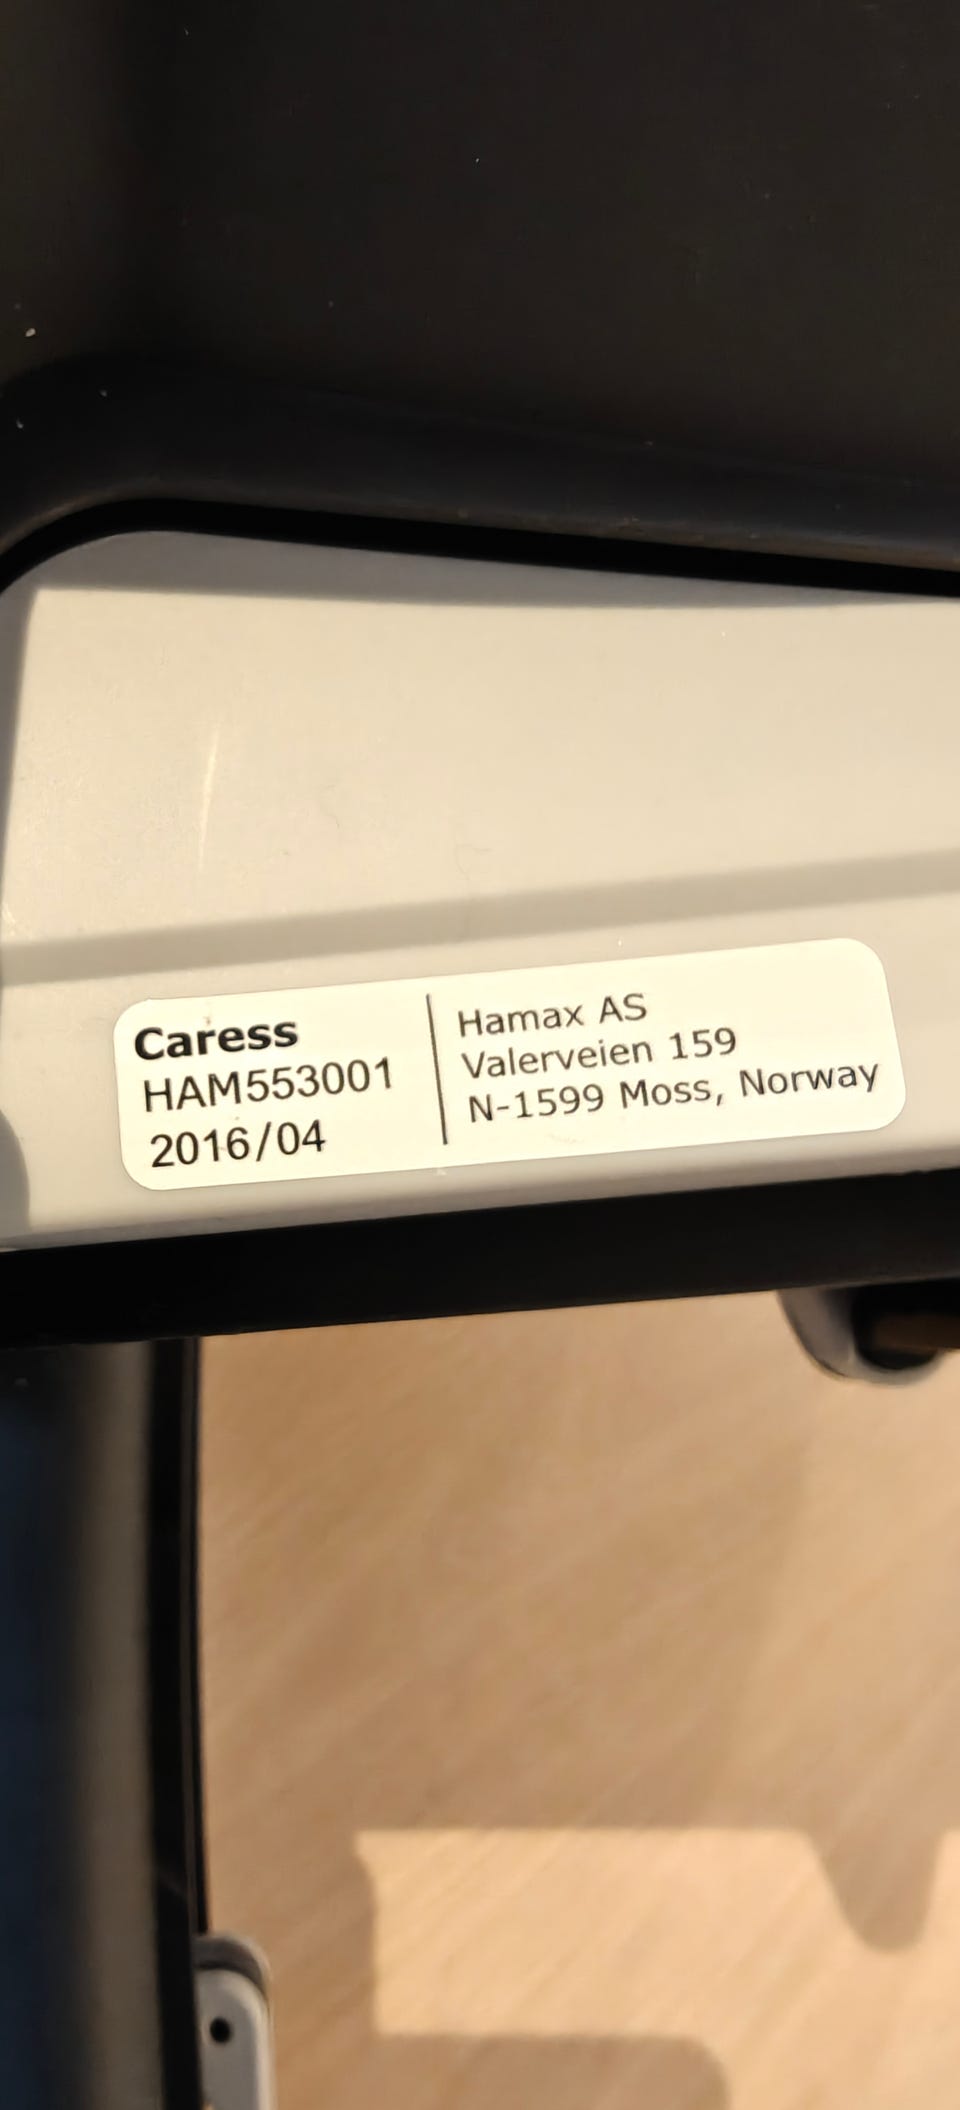 Caress
HAM553001
2016/04
Hamax AS
Valerveien 159
N-1599 Moss, Norway